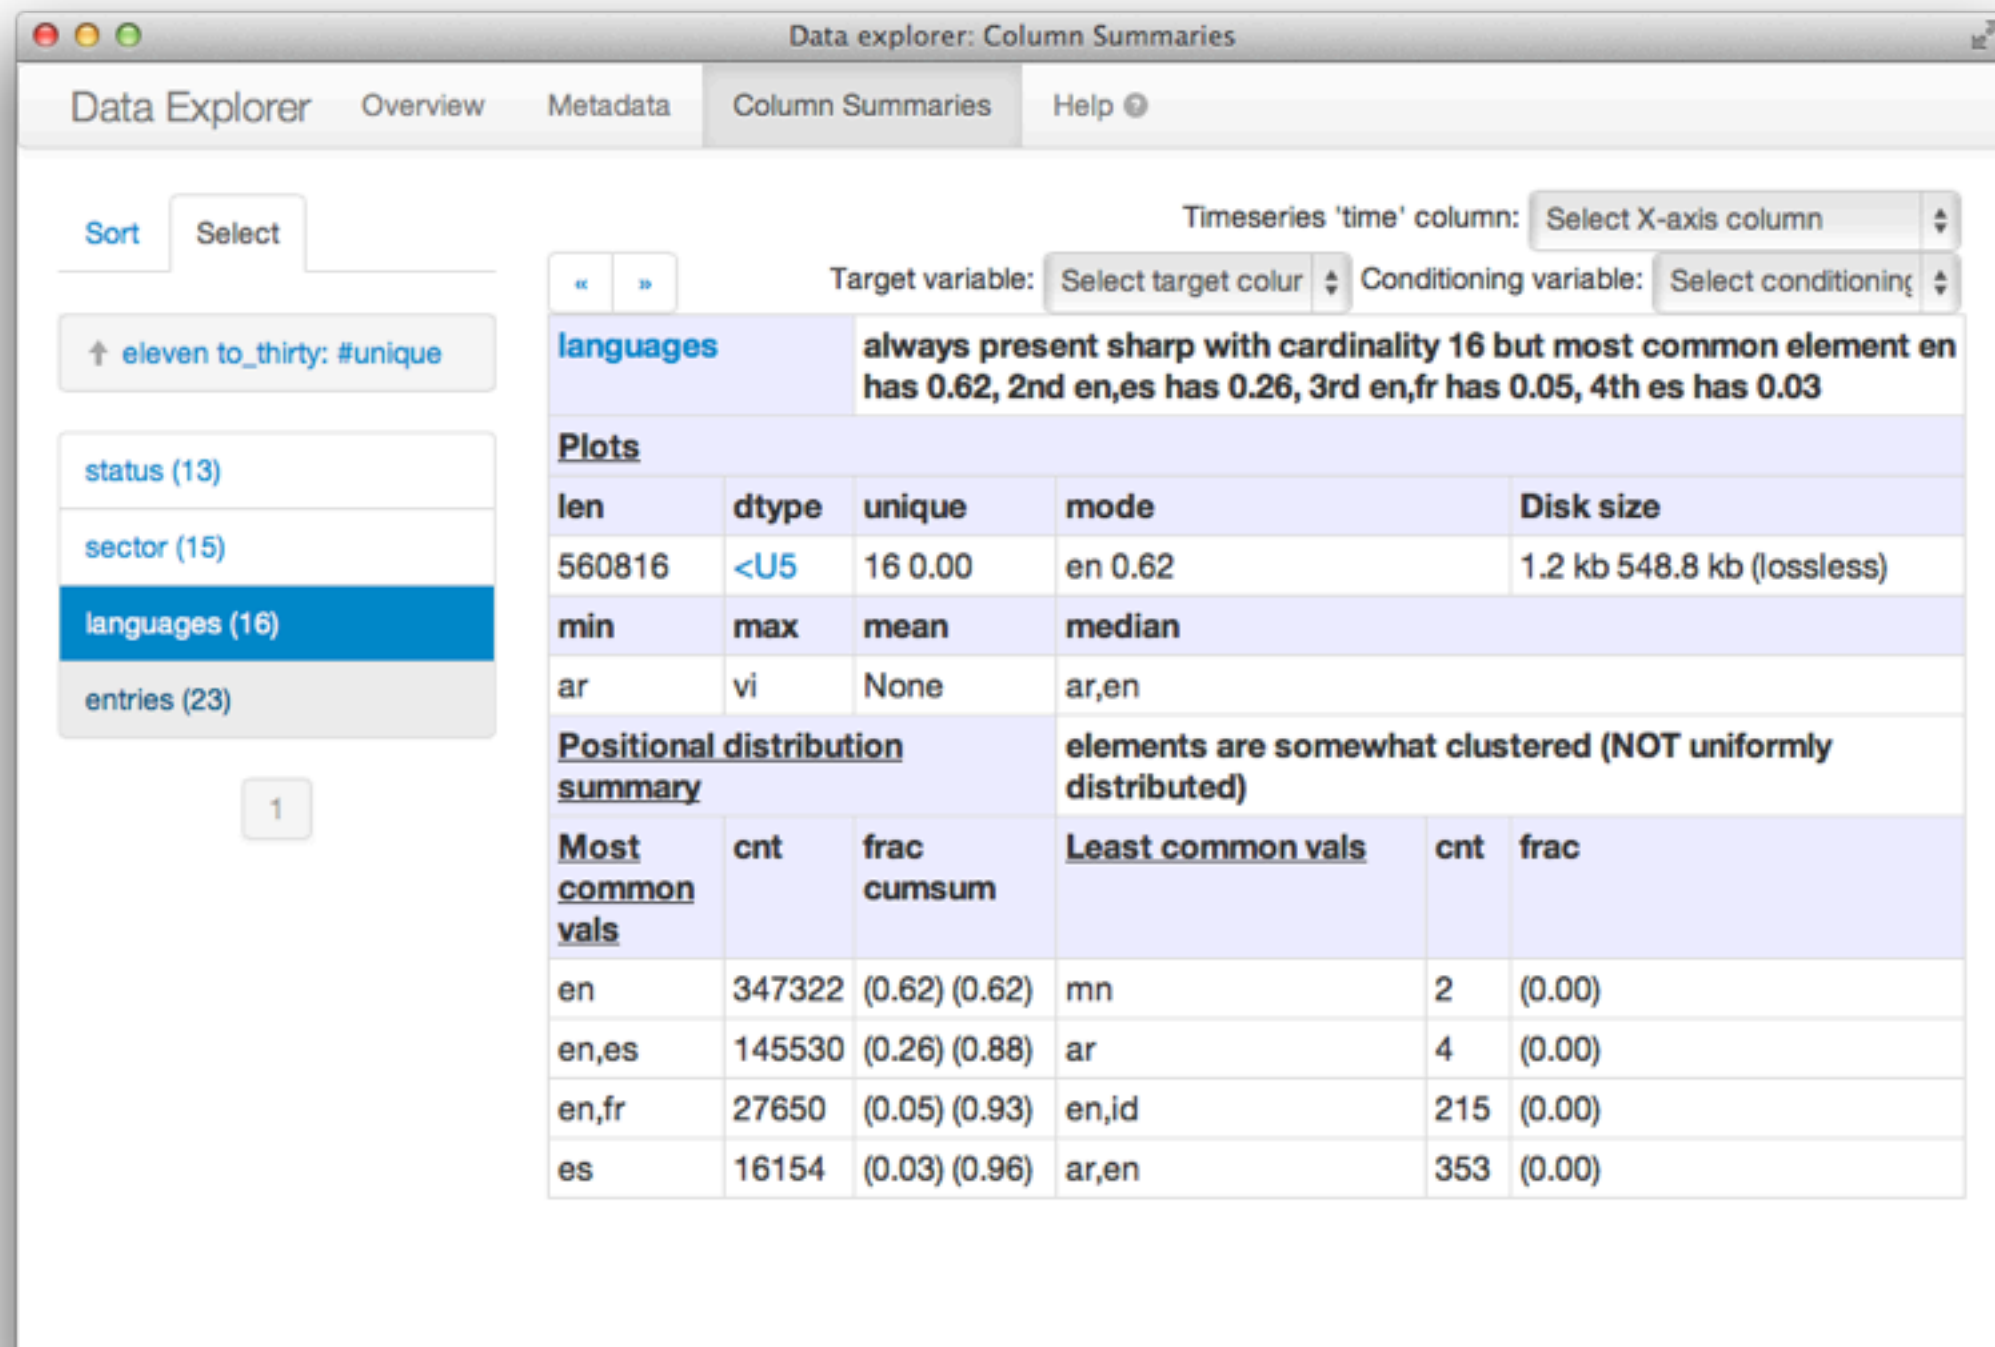 Data explorer: Column Summaries
Data Explorer Overview Metadata Column Summaries Help
Sort Select
Timeseries 'time' column: Select X-axis column
« » Target variable: Select target colur Conditioning variable: Select conditioning
eleven to_thirty: #unique
status (13)
sector (15)
languages (16)
entries (23)
1
languages always present sharp with cardinality 16 but most common element en
has 0.62, 2nd en,es has 0.26, 3rd en,fr has 0.05, 4th es has 0.03
Plots
len dtype unique mode Disk size
560816 <U5 16 0.00 en 0.62 1.2 kb 548.8 kb (lossless)
min max mean median
ar vi None ar,en
Positional distribution elements are somewhat clustered (NOT uniformly
summary distributed)
Most cnt frac Least common vals cnt frac
common cumsum
vals
en 347322 (0.62) (0.62) mn 2 (0.00)
en,es 145530 (0.26) (0.88) ar 4 (0.00)
en,fr 27650 (0.05) (0.93) en,id 215 (0.00)
es 16154 (0.03) (0.96) ar,en 353 (0.00)